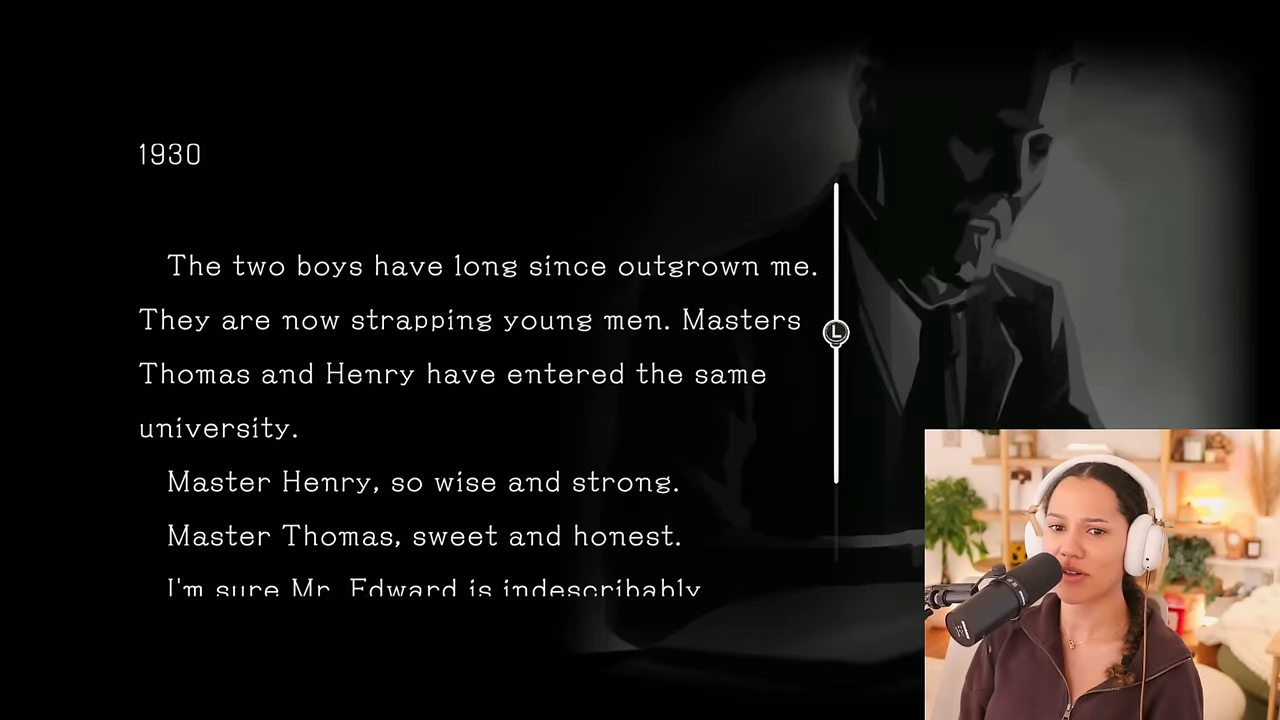 1930
The two boys have long since outgrown me.
They are now strapping young men. Masters
Thomas and Henry have entered the same
university.
Master Henry, so wise and strong.
Master Thomas, sweet and honest.
I'm sure Mr. Edward is indescribably
L